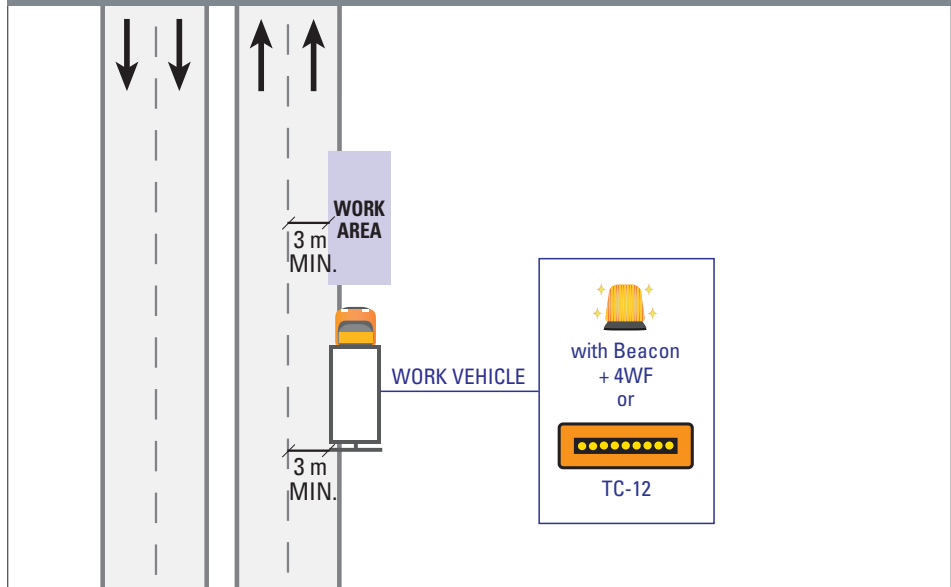 WORK
AREA
3 m
MIN.
WORK VEHICLE
with Beacon
+ 4WF
or
TC-12
3 m
MIN.